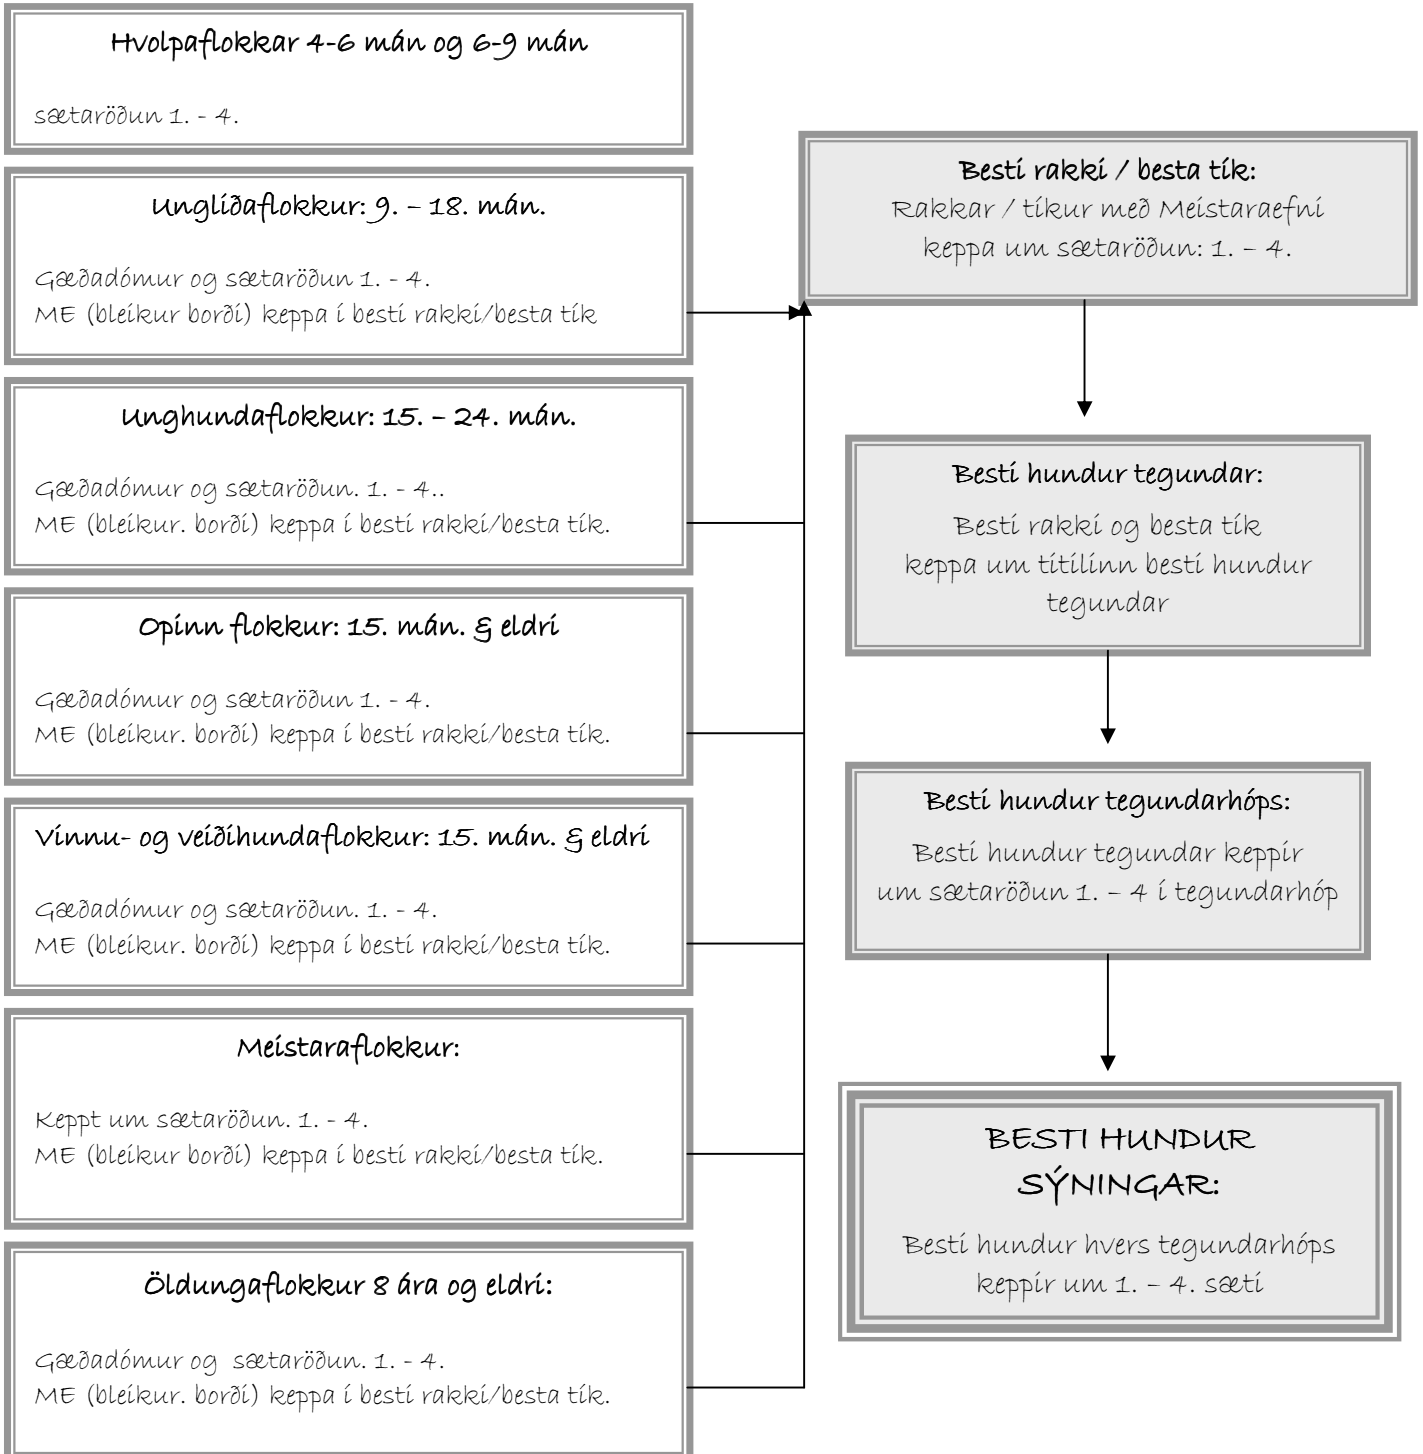 Hvolpaflokkar 4-6 mán og 6-9 mán
sætaröðun 1. - 4.
Ungliðaflokkur: 9. – 18. mán.
Gæðadómur og sætaröðun 1. - 4.
ME (bleikur borði) keppa í besti rakki/besta tík
Unghundaflokkur: 15. – 24. mán.
Gæðadómur og sætaröðun. 1. - 4..
ME (bleikur. borði) keppa í besti rakki/besta tík.
Opinn flokkur: 15. mán. & eldri
Gæðadómur og sætaröðun 1. - 4.
ME (bleikur. borði) keppa í besti rakki/besta tík.
Vinnu- og veiðihundaflokkur: 15. mán. & eldri
Gæðadómur og sætaröðun. 1. - 4.
ME (bleikur. borði) keppa í besti rakki/besta tík.
Meistaraflokkur:
Keppt um sætaröðun. 1. - 4.
ME (bleikur borði) keppa í besti rakki/besta tík.
Öldungaflokkur 8 ára og eldri:
Gæðadómur og sætaröðun. 1. - 4.
ME (bleikur. borði) keppa í besti rakki/besta tík.
Besti rakki / besta tík:
Rakkar / tíkur með Meistaraefni
keppa um sætaröðun: 1. – 4.
Besti hundur tegundar:
Besti rakki og besta tík
keppa um titilinn besti hundur
tegundar
Besti hundur tegundarhóps:
Besti hundur tegundar keppir
um sætaröðun 1. – 4 í tegundarhóp
BESTI HUNDUR
SÝNINGAR:
Besti hundur hvers tegundarhóps
keppir um 1. – 4. sæti